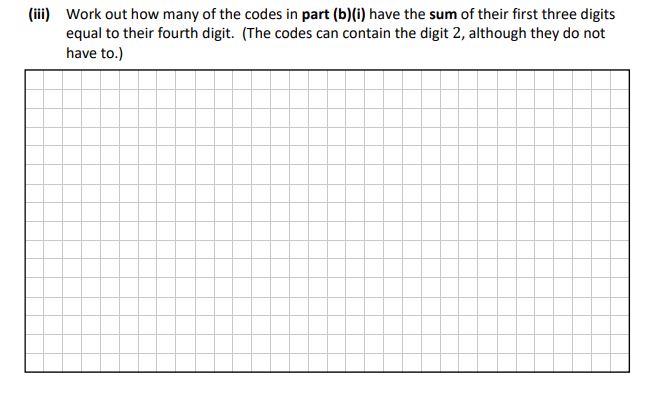 (iii) Work out how many of the codes in part (b)(i) have the sum of their first three digits
equal to their fourth digit. (The codes can contain the digit 2, although they do not
have to.)